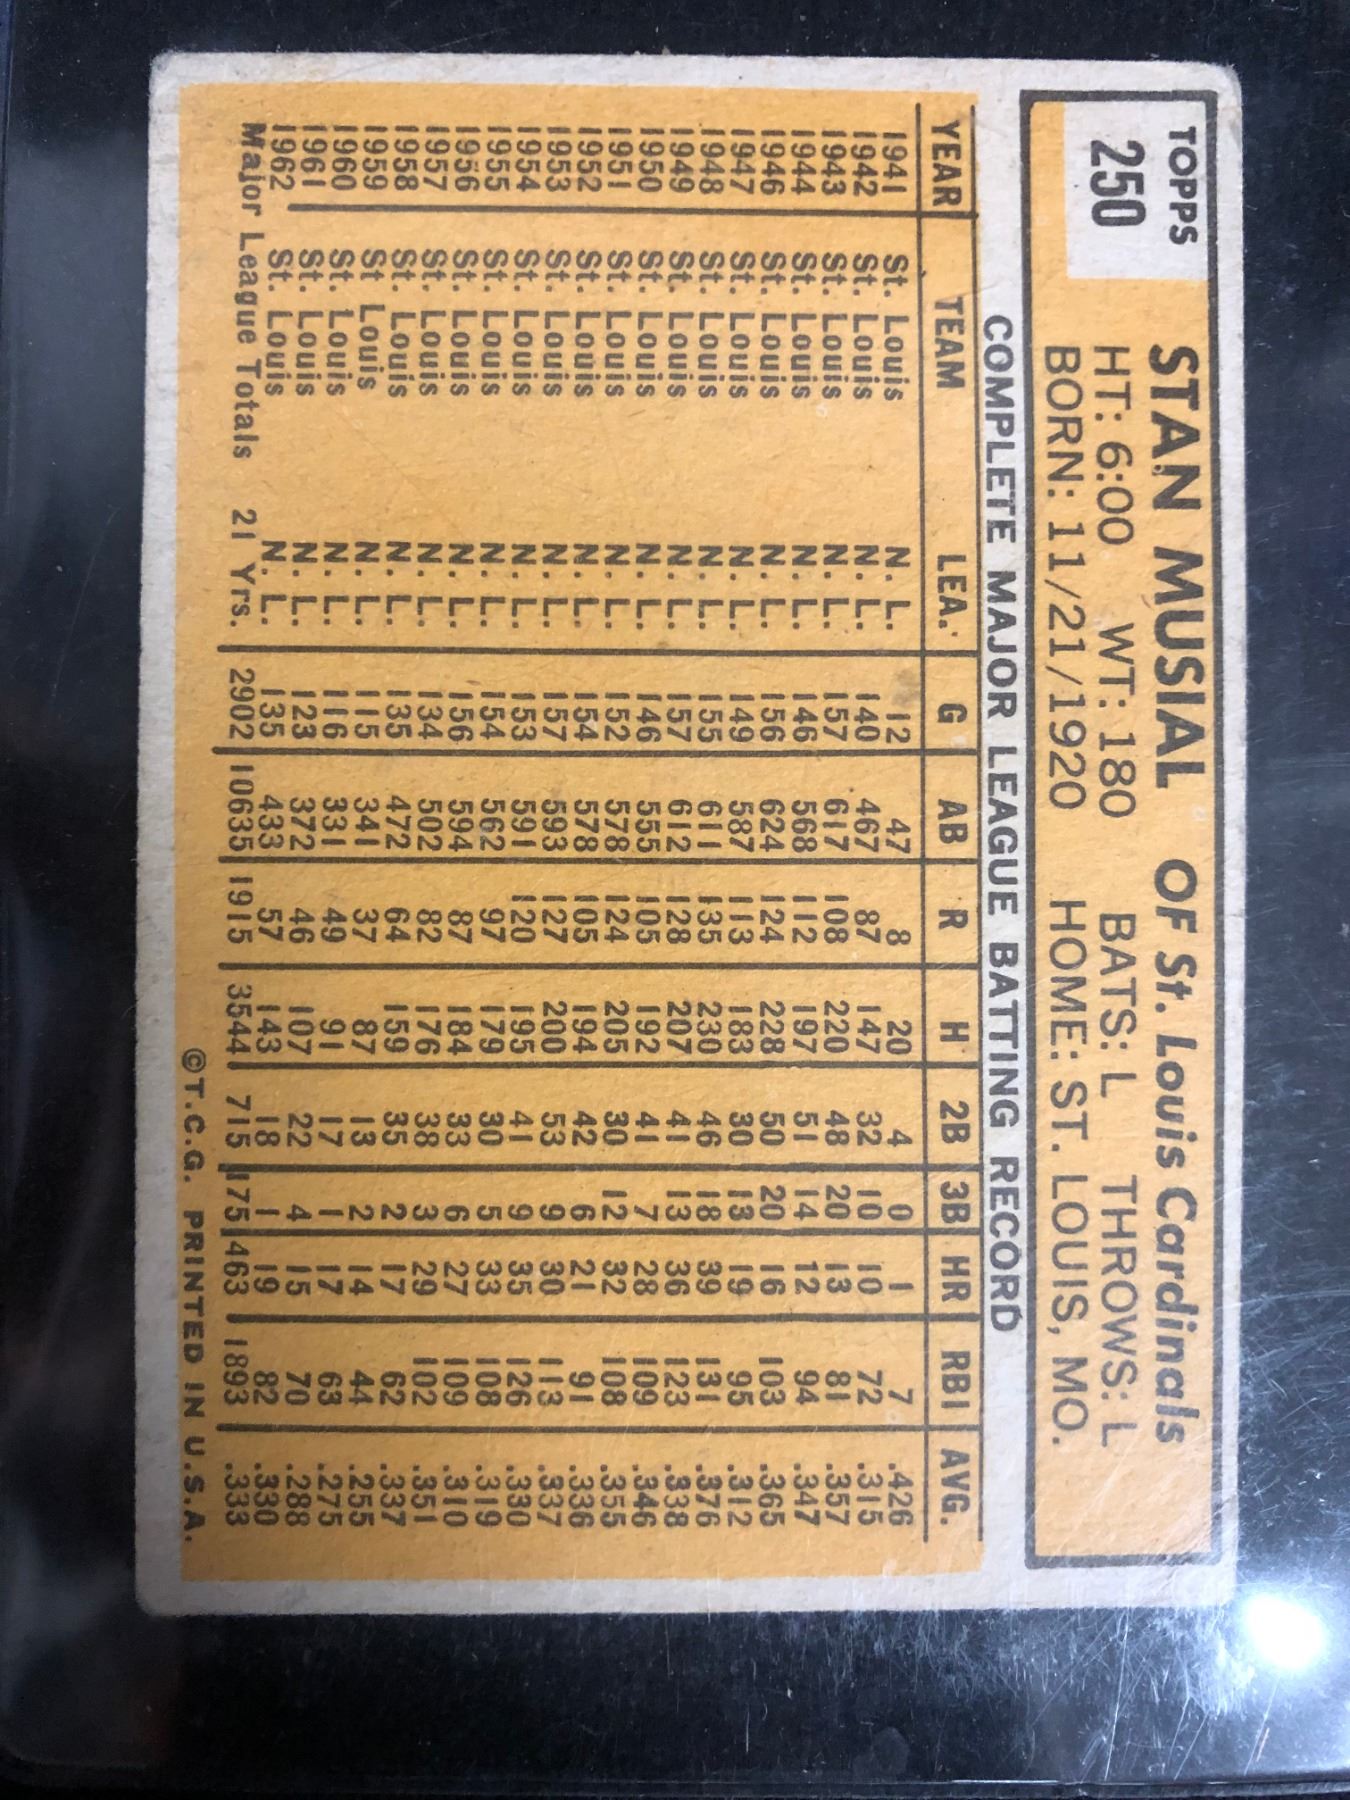 TOPPS
250
STAN MUSIAL OF St. Louis Cardinals
HT: 6:00 WT: 180 BATS: L THROWS: L
BORN: 11/21/1920 HOME: ST. LOUIS, MO.
COMPLETE MAJOR LEAGUE BATTING RECORD
YEAR TEAM LEA. G AB R H 2B 3B HR RBI AVG.
1941 St. Louis N. L. 12 47 8 20 4 0 1 7 .426
1942 St. Louis N. L. 140 467 87 147 32 10 10 72 .315
1943 St. Louis N. L. 157 617 108 220 48 20 13 81 .357
1944 St. Louis N. L. 146 568 112 197 51 14 12 94 .347
1946 St. Louis N. L. 156 624 124 228 50 20 16 103 .365
1947 St. Louis N. L. 149 587 113 183 30 13 19 95 .312
1948 St. Louis N. L. 155 611 135 230 46 18 39 131 .376
1949 St. Louis N. L. 157 612 128 207 41 13 36 123 .338
1950 St. Louis N. L. 146 555 105 192 41 7 28 109 .346
1951 St. Louis N. L. 152 578 124 205 30 12 32 108 .355
1952 St. Louis N. L. 154 578 105 194 42 6 21 91 .336
1953 St. Louis N. L. 157 593 127 200 53 9 30 113 .337
1954 St. Louis N. L. 153 591 120 195 41 9 35 126 .330
1955 St. Louis N. L. 154 562 97 179 30 5 33 108 .319
1956 St. Louis N. L. 156 594 87 184 33 6 27 109 .310
1957 St. Louis N. L. 134 502 82 176 38 3 29 102 .351
1958 St. Louis N. L. 135 472 64 159 35 2 17 62 .337
1959 St Louis N. L. 115 341 37 87 13 2 14 44 .255
1960 St. Louis N. L. 116 331 49 91 17 1 17 63 .275
1961 St. Louis N. L. 123 372 46 107 22 4 15 70 .288
1962 St. Louis N. L. 135 433 57 143 18 1 19 82 .330
Major League Totals 21 Yrs. 2902 10635 1915 3544 715 175 463 1893 .333
©T.C.G. PRINTED IN U.S.A.